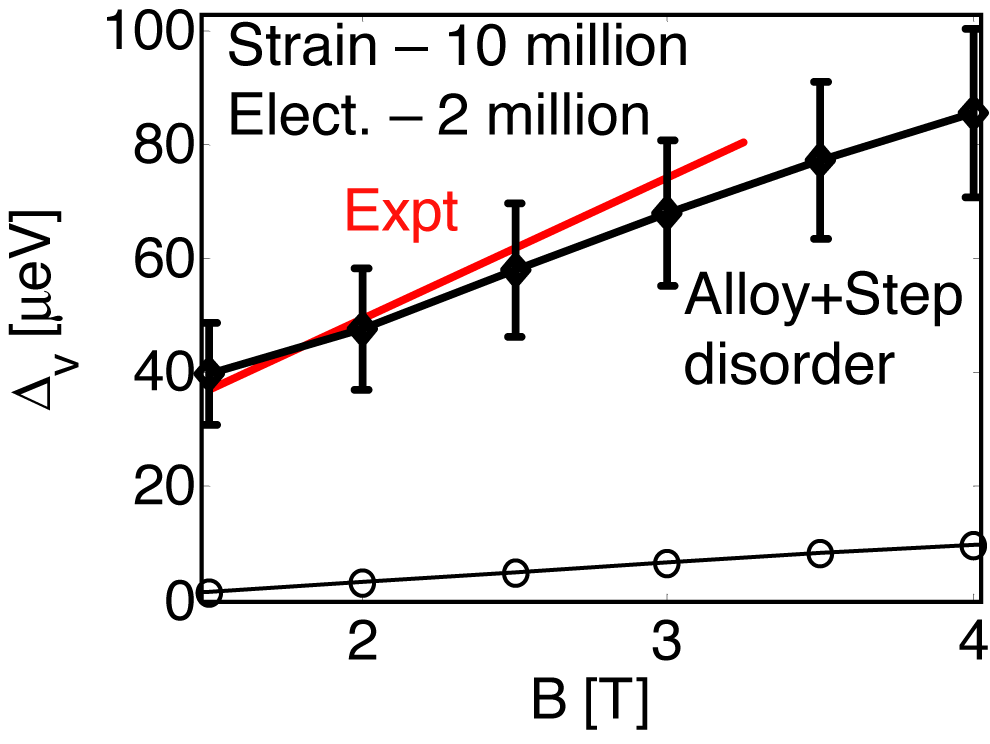 100
Strain – 10 million
Elect. – 2 million
80
Expt
60
Alloy+Step
disorder
40
20
0
Δv [µeV]
2
3
4
B [T]